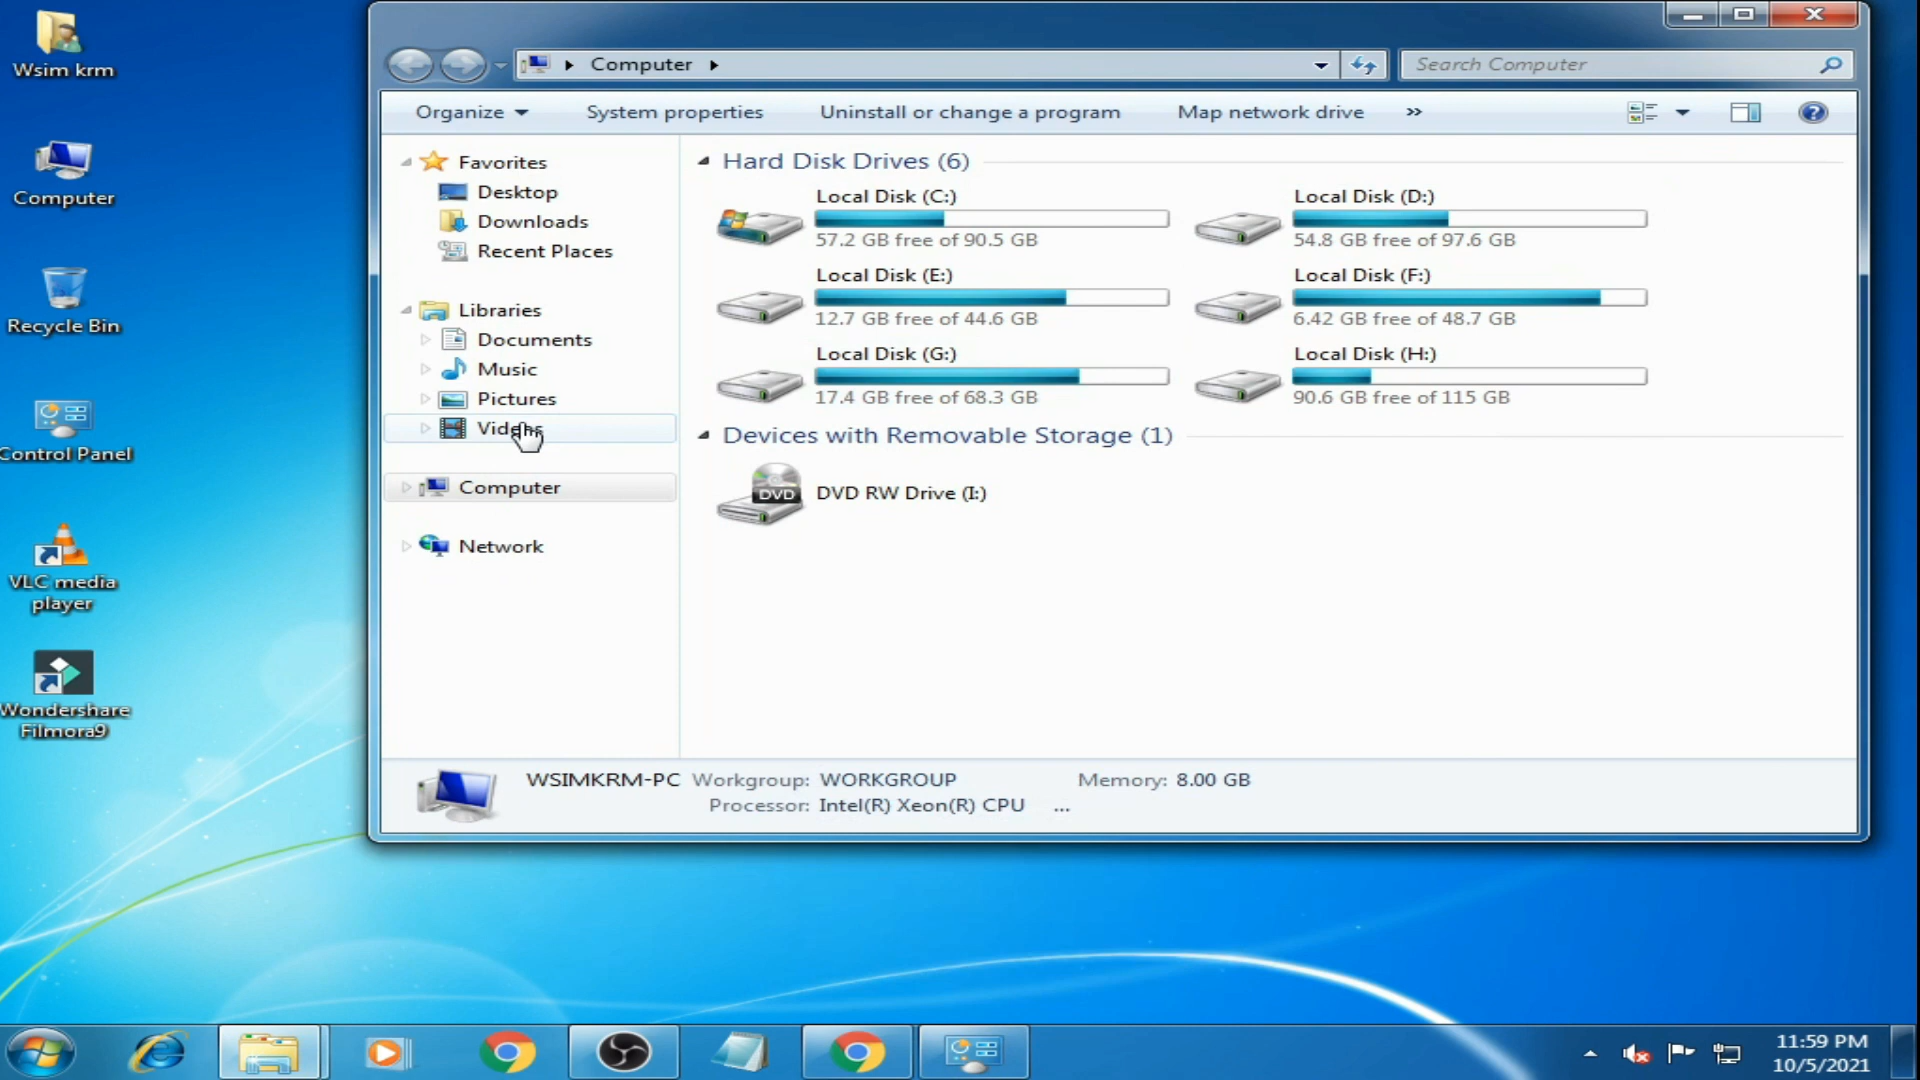 Wsim krm
Computer
Recycle Bin
Control Panel
VLC media
player
Wondershare
Filmora9
Computer
Search Computer
Organize
System properties
Uninstall or change a program
Map network drive
»
Favorites
Desktop
Downloads
Recent Places
Libraries
Documents
Music
Pictures
Videos
Computer
Network
Hard Disk Drives (6)
Local Disk (C:)
57.2 GB free of 90.5 GB
Local Disk (D:)
54.8 GB free of 97.6 GB
Local Disk (E:)
12.7 GB free of 44.6 GB
Local Disk (F:)
6.42 GB free of 48.7 GB
Local Disk (G:)
17.4 GB free of 68.3 GB
Local Disk (H:)
90.6 GB free of 115 GB
Devices with Removable Storage (1)
DVD
DVD RW Drive (I:)
WSIMKRM-PC Workgroup: WORKGROUP Memory: 8.00 GB
Processor: Intel(R) Xeon(R) CPU ...
11:59 PM
10/5/2021